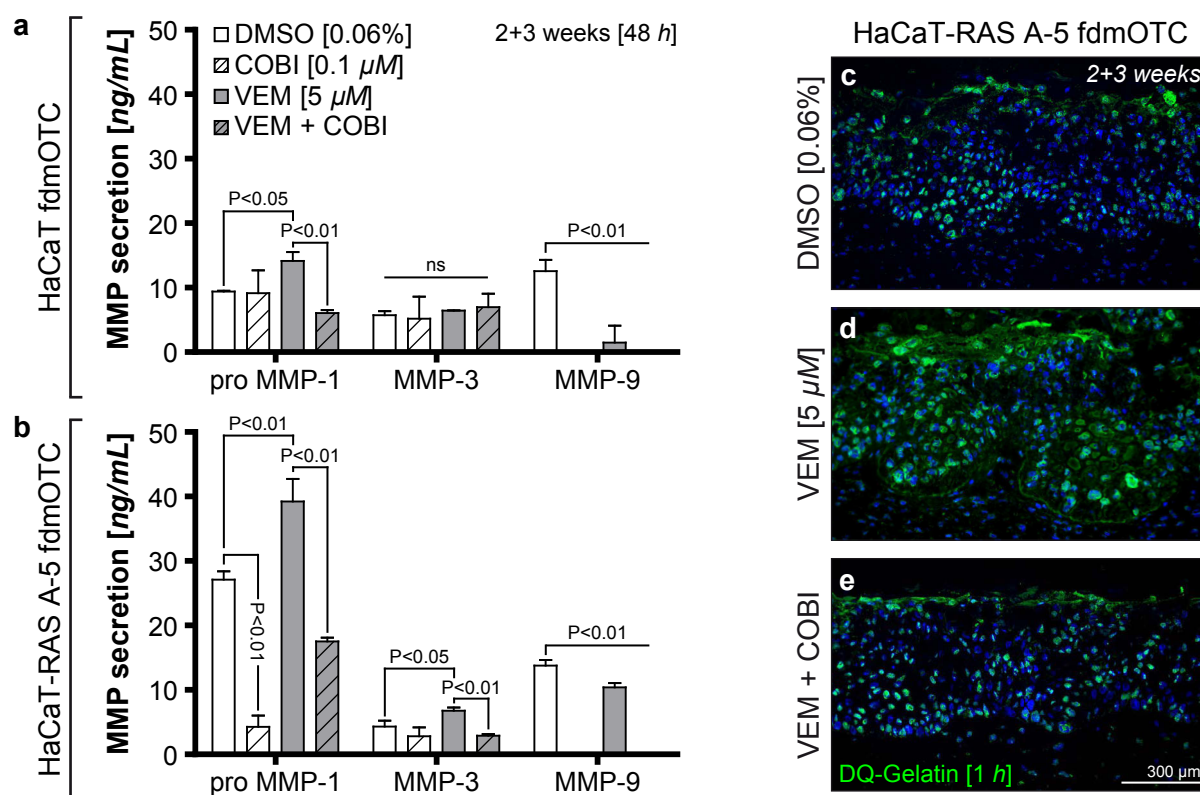 a
HaCaT fdmOTC
MMP secretion [ng/mL]
50
40
30
20
10
0
DMSO [0.06%]
COBI [0.1 µM]
VEM [5 µM]
VEM + COBI
2+3 weeks [48 h]
P<0.05
P<0.01
ns
P<0.01
pro MMP-1
MMP-3
MMP-9
b
HaCaT-RAS A-5 fdmOTC
MMP secretion [ng/mL]
50
40
30
20
10
0
P<0.01
P<0.01
P<0.01
P<0.05
P<0.01
P<0.01
pro MMP-1
MMP-3
MMP-9
HaCaT-RAS A-5 fdmOTC
DMSO [0.06%]
c
2+3 weeks
VEM [5 µM]
d
VEM + COBI
e
DQ-Gelatin [1 h]
300 µm